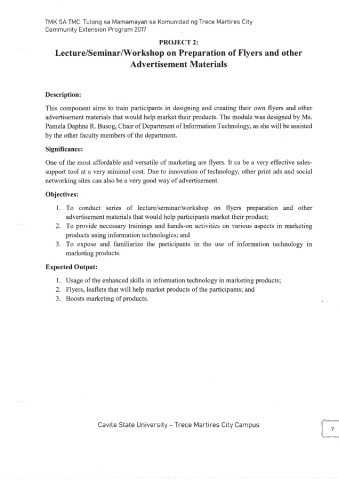 TMK SA TMC: Tulong sa Mamamayan sa Komunidad ng Trece Martires City
Community Extension Program 2017
PROJECT 2:
Lecture/Seminar/Workshop on Preparation of Flyers and other
Advertisement Materials
Description:
This component aims to train participants in designing and creating their own flyers and other
advertisement materials that would help market their products. The module was designed by Ms.
Pamela Daphne R. Busog, Chair of Department of Information Technology, as she will be assisted
by the other faculty members of the department.
Significance:
One of the most affordable and versatile of marketing are flyers. It ca be a very effective sales-
support tool at a very minimal cost. Due to innovation of technology, other print ads and social
networking sites can also be a very good way of advertisement.
Objectives:
1. To conduct series of lecture/seminar/workshop on flyers preparation and other
advertisement materials that would help participants market their product;
2. To provide necessary trainings and hands-on activities on various aspects in marketing
products using information technologies; and
3. To expose and familiarize the participants in the use of information technology in
marketing products.
Expected Output:
1. Usage of the enhanced skills in information technology in marketing products;
2. Flyers, leaflets that will help market products of the participants; and
3. Boosts marketing of products.
Cavite State University – Trece Martires City Campus
7